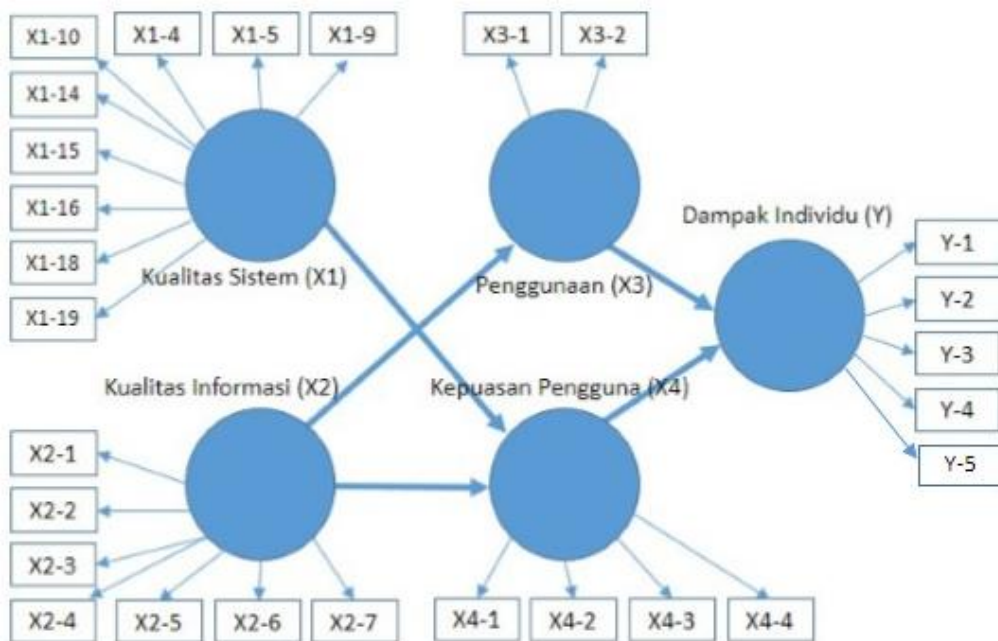 X1-10
X1-4
X1-5
X1-9
X3-1
X3-2
X1-14
X1-15
X1-16
X1-18
X1-19
Kualitas Sistem (X1)
Penggunaan (X3)
Dampak Individu (Y)
Y-1
Y-2
Y-3
Y-4
Y-5
Kualitas Informasi (X2)
Kepuasan Pengguna (X4)
X2-1
X2-2
X2-3
X2-4
X2-5
X2-6
X2-7
X4-1
X4-2
X4-3
X4-4